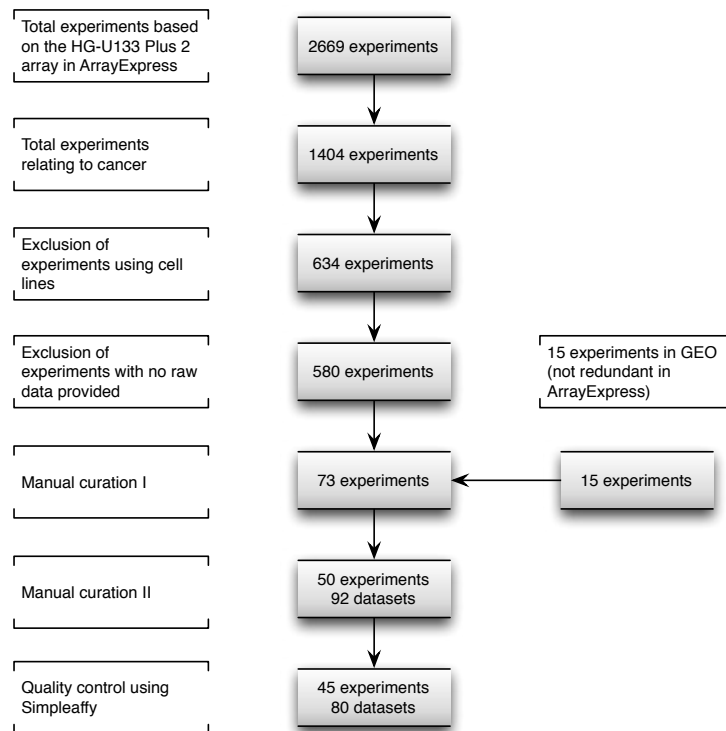 Total experiments based
on the HG-U133 Plus 2
array in ArrayExpress
2669 experiments
Total experiments
relating to cancer
1404 experiments
Exclusion of
experiments using cell
lines
634 experiments
Exclusion of
experiments with no raw
data provided
580 experiments
15 experiments in GEO
(not redundant in
ArrayExpress)
Manual curation I
73 experiments
15 experiments
Manual curation II
50 experiments
92 datasets
Quality control using
Simpleaffy
45 experiments
80 datasets